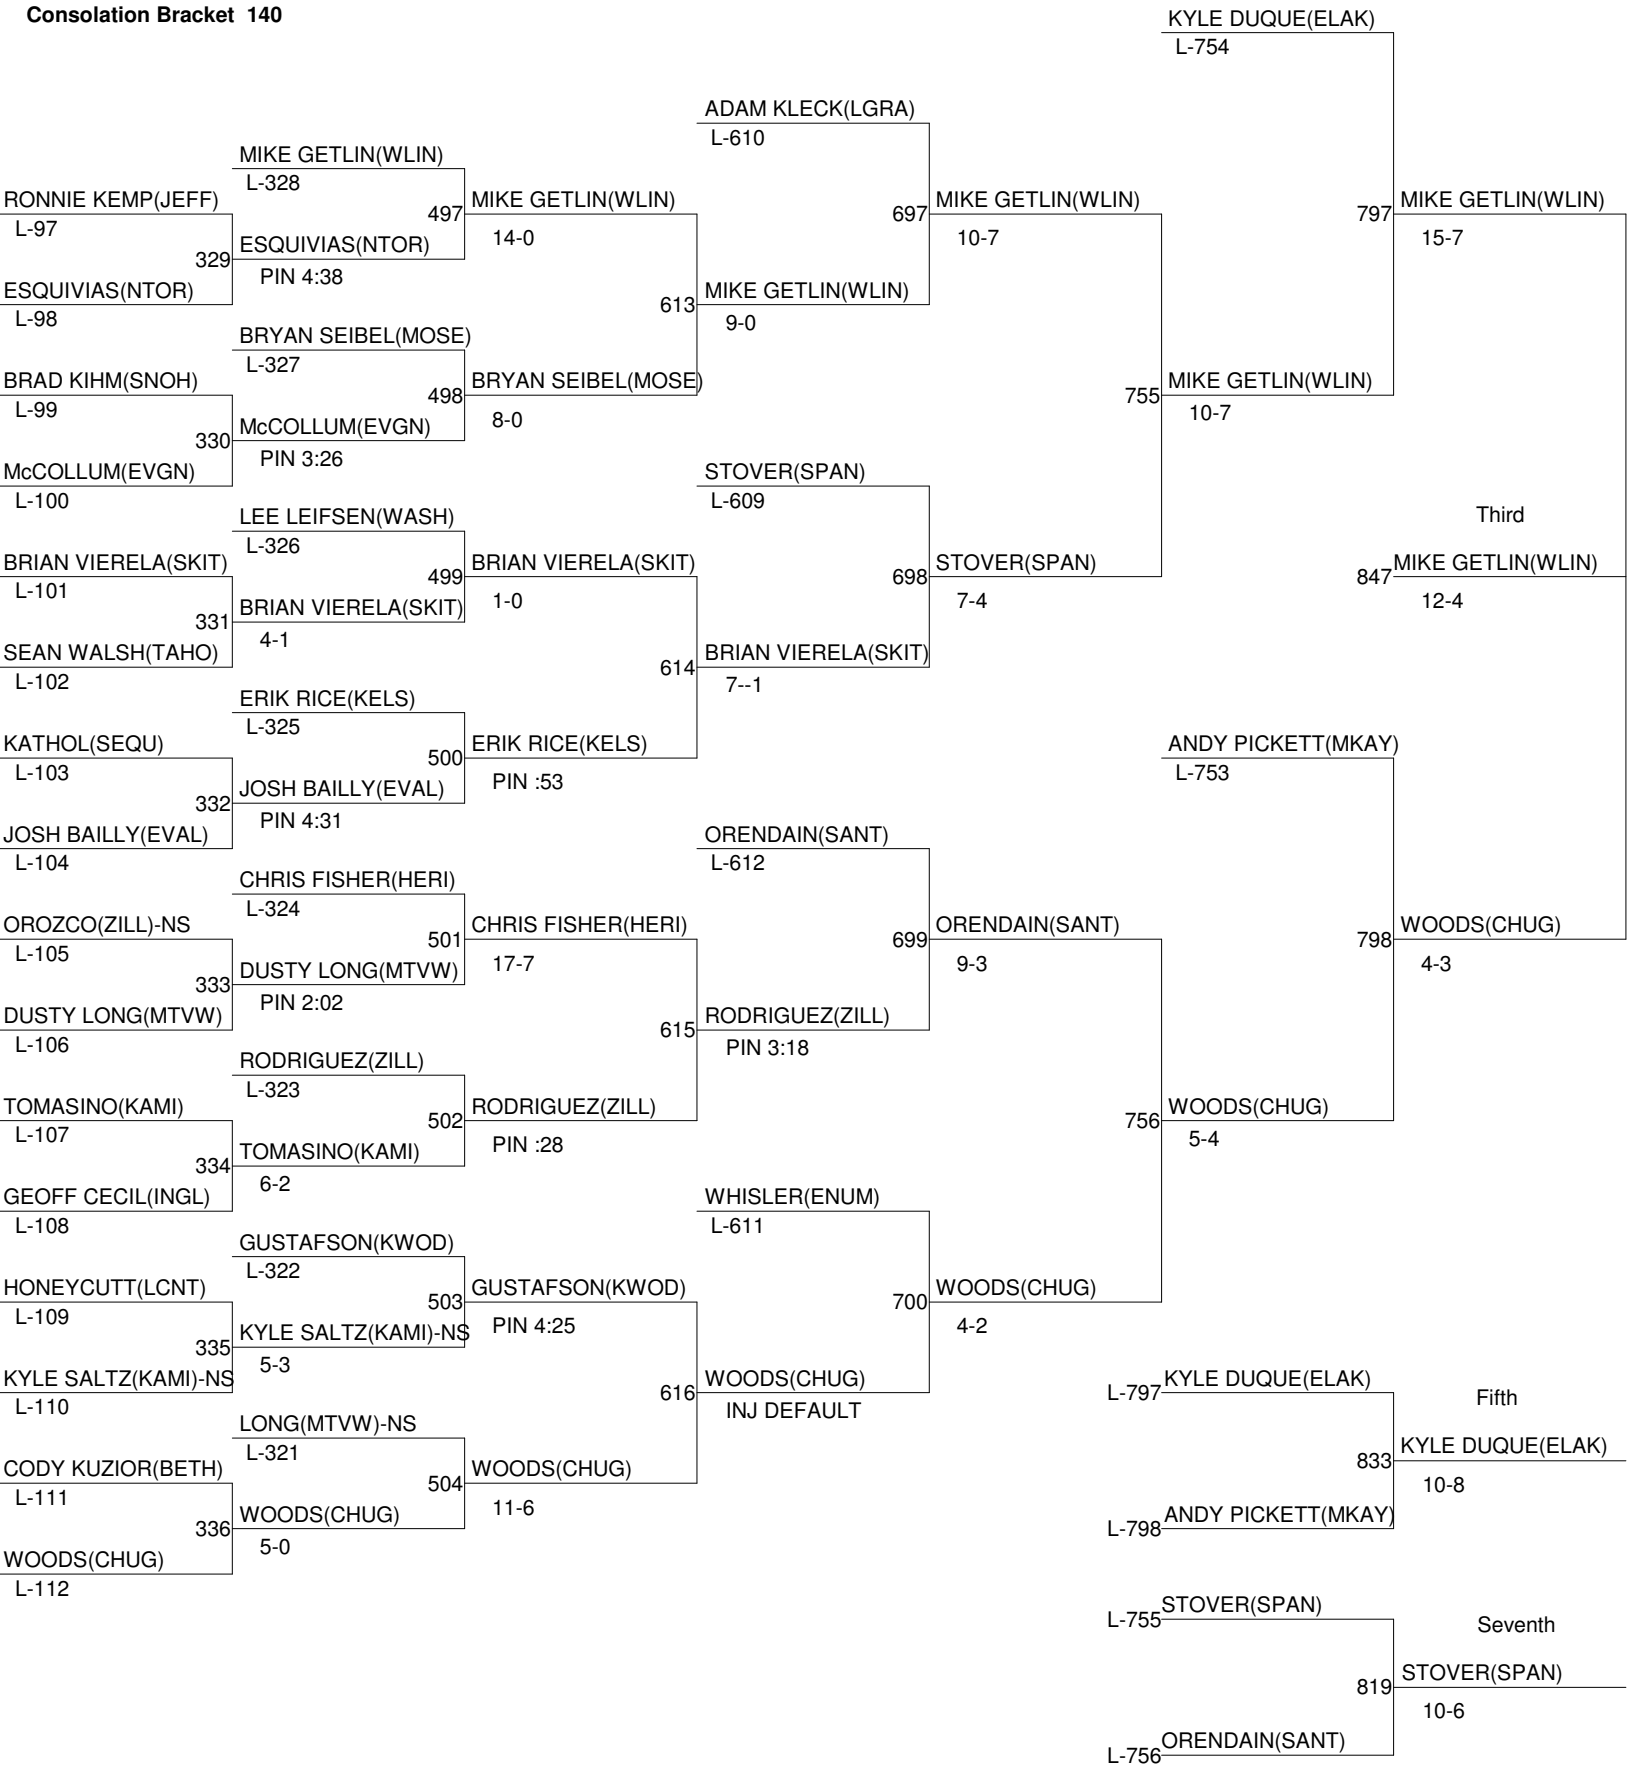 Consolation Bracket 140
RONNIE KEMP(JEFF)
L-97
ESQUIVIAS(NTOR)
L-98
BRAD KIHM(SNOH)
L-99
McCOLLUM(EVGN)
L-100
BRIAN VIERELA(SKIT)
L-101
SEAN WALSH(TAHO)
L-102
KATHOL(SEQU)
L-103
JOSH BAILLY(EVAL)
L-104
OROZCO(ZILL)-NS
L-105
DUSTY LONG(MTVW)
L-106
TOMASINO(KAMI)
L-107
GEOFF CECIL(INGL)
L-108
HONEYCUTT(LCNT)
L-109
KYLE SALTZ(KAMI)-NS
L-110
CODY KUZIOR(BETH)
L-111
WOODS(CHUG)
L-112
MIKE GETLIN(WLIN)
L-328
329
ESQUIVIAS(NTOR)
PIN 4:38
BRYAN SEIBEL(MOSE)
L-327
330
McCOLLUM(EVGN)
PIN 3:26
LEE LEIFSEN(WASH)
L-326
331
BRIAN VIERELA(SKIT)
4-1
ERIK RICE(KELS)
L-325
332
JOSH BAILLY(EVAL)
PIN 4:31
CHRIS FISHER(HERI)
L-324
333
DUSTY LONG(MTVW)
PIN 2:02
RODRIGUEZ(ZILL)
L-323
334
TOMASINO(KAMI)
6-2
GUSTAFSON(KWOD)
L-322
335
KYLE SALTZ(KAMI)-NS
5-3
LONG(MTVW)-NS
L-321
336
WOODS(CHUG)
5-0
497
MIKE GETLIN(WLIN)
14-0
498
BRYAN SEIBEL(MOSE)
8-0
499
BRIAN VIERELA(SKIT)
1-0
500
ERIK RICE(KELS)
PIN :53
501
CHRIS FISHER(HERI)
17-7
502
RODRIGUEZ(ZILL)
PIN :28
503
GUSTAFSON(KWOD)
PIN 4:25
504
WOODS(CHUG)
11-6
ADAM KLECK(LGRA)
L-610
613
MIKE GETLIN(WLIN)
9-0
STOVER(SPAN)
L-609
614
BRIAN VIERELA(SKIT)
7--1
ORENDAIN(SANT)
L-612
615
RODRIGUEZ(ZILL)
PIN 3:18
WHISLER(ENUM)
L-611
616
WOODS(CHUG)
INJ DEFAULT
697
MIKE GETLIN(WLIN)
10-7
698
STOVER(SPAN)
7-4
699
ORENDAIN(SANT)
9-3
700
WOODS(CHUG)
4-2
KYLE DUQUE(ELAK)
L-754
755
MIKE GETLIN(WLIN)
10-7
ANDY PICKETT(MKAY)
L-753
756
WOODS(CHUG)
5-4
797
MIKE GETLIN(WLIN)
15-7
798
WOODS(CHUG)
4-3
Third
847
MIKE GETLIN(WLIN)
12-4
L-797
KYLE DUQUE(ELAK)
L-798
ANDY PICKETT(MKAY)
Fifth
833
KYLE DUQUE(ELAK)
10-8
L-755
STOVER(SPAN)
L-756
ORENDAIN(SANT)
Seventh
819
STOVER(SPAN)
10-6